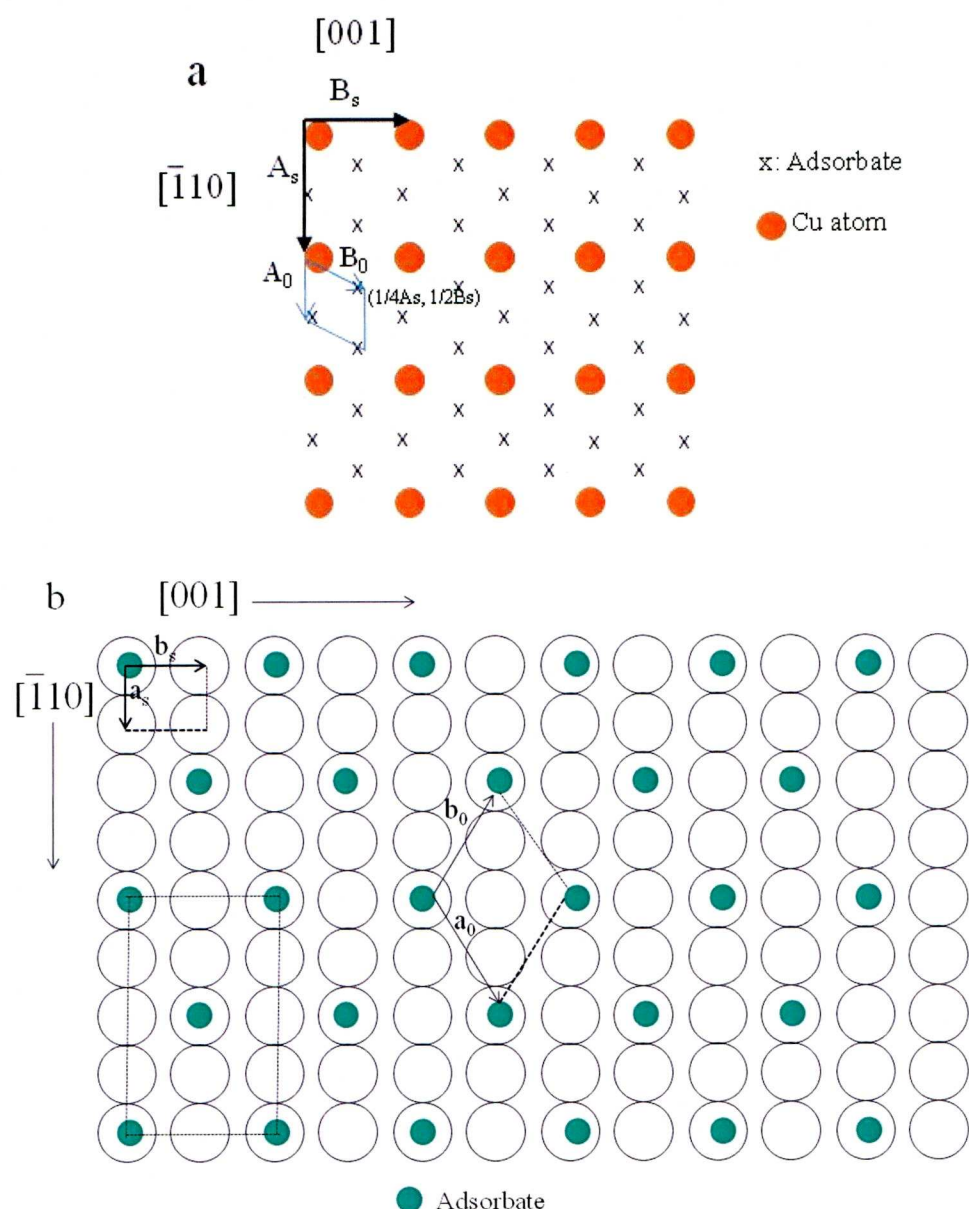 [001]
a
B_s
A_s
[1̄10]
x: Adsorbate
Cu atom
A_0
B_0
(1/4As, 1/2Bs)
b
[001]
b_s
[1̄10]
a_s
b_0
a_0
Adsorbate